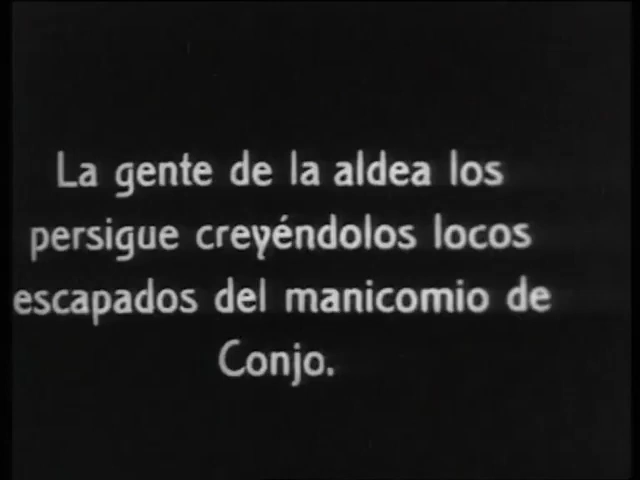 La gente de la aldea los
persigue creyéndolos locos
escapados del manicomio de
Conjo.